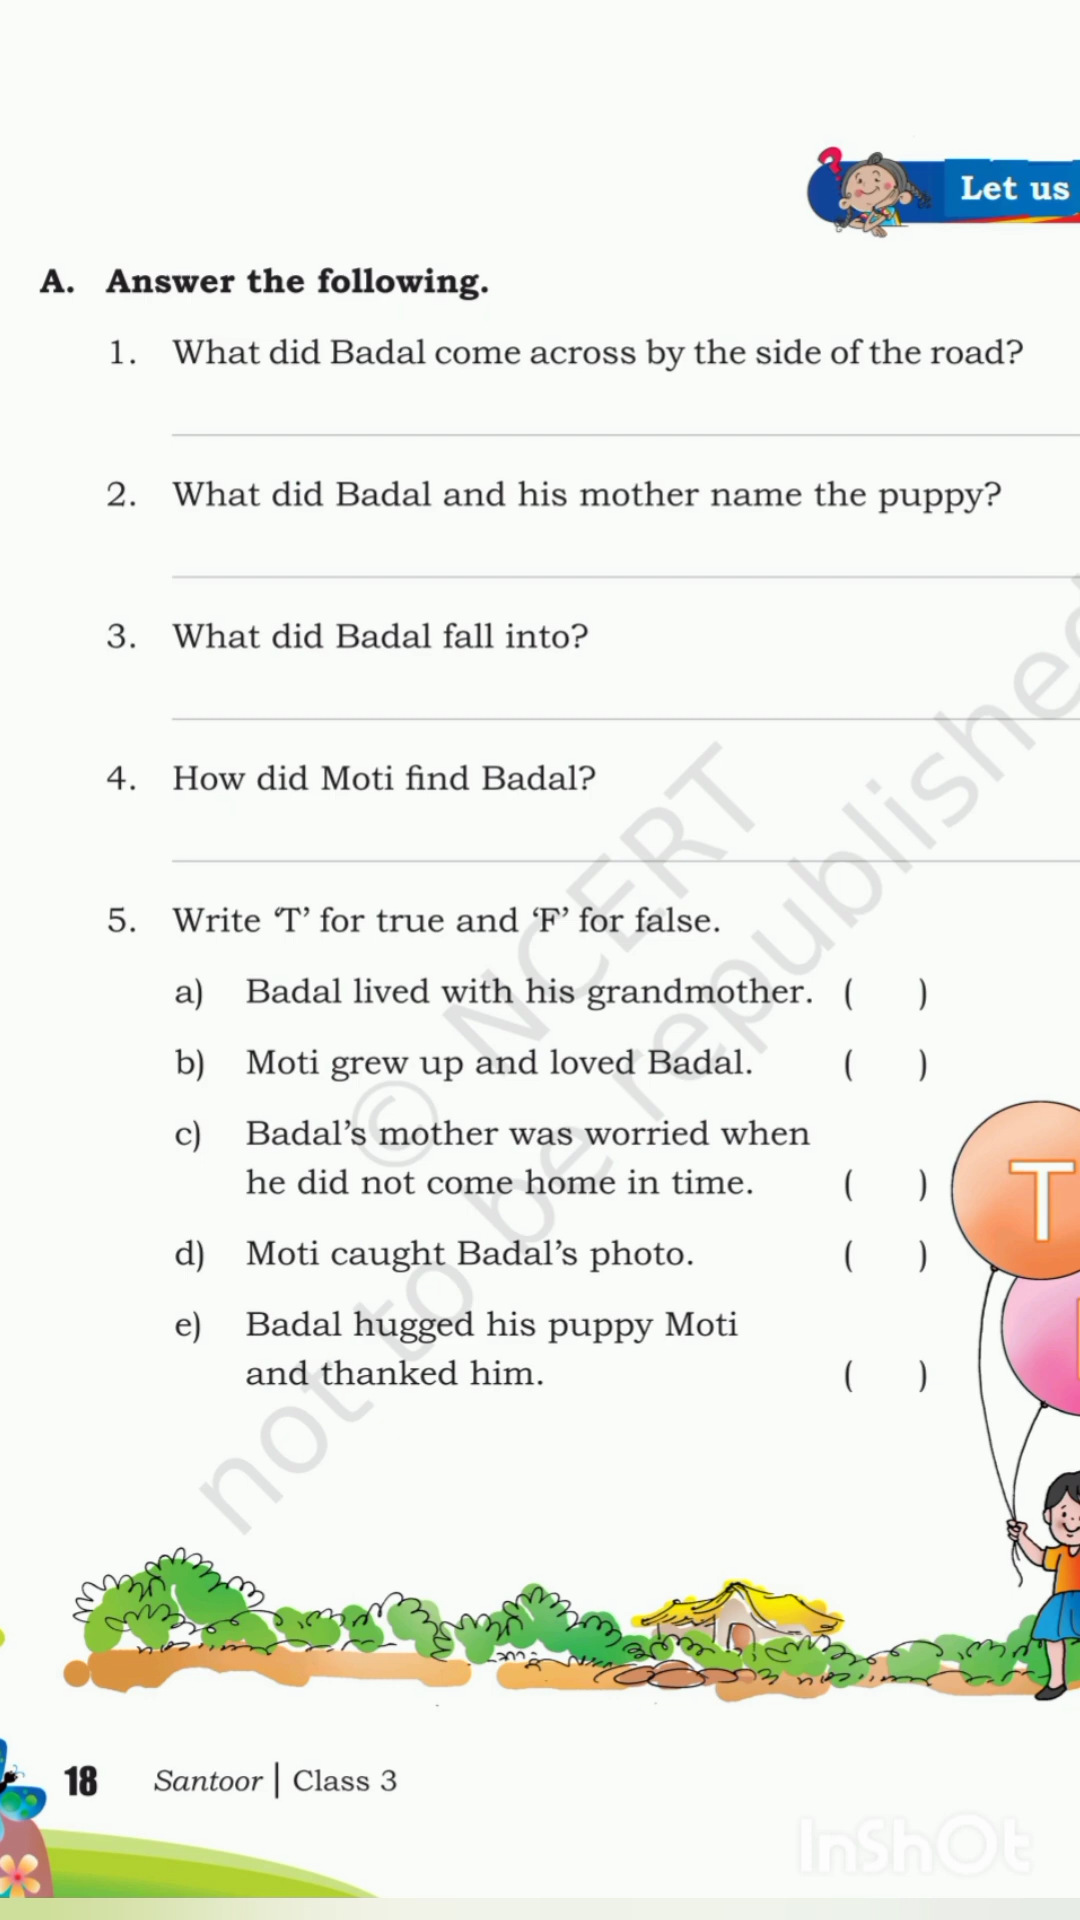 Let us
A. Answer the following.
1. What did Badal come across by the side of the road?
2. What did Badal and his mother name the puppy?
3. What did Badal fall into?
4. How did Moti find Badal?
5. Write ‘T’ for true and ‘F’ for false.
a) Badal lived with his grandmother. ( )
b) Moti grew up and loved Badal. ( )
c) Badal’s mother was worried when
he did not come home in time. ( )
d) Moti caught Badal’s photo. ( )
e) Badal hugged his puppy Moti
and thanked him. ( )
T
© NCERT
not to be republished
18 Santoor | Class 3
InShOt